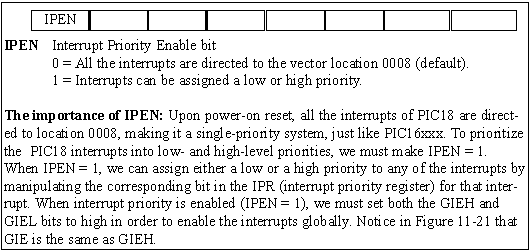 IPEN
IPEN Interrupt Priority Enable bit
0 = All the interrupts are directed to the vector location 0008 (default).
1 = Interrupts can be assigned a low or high priority.
The importance of IPEN: Upon power-on reset, all the interrupts of PIC18 are direct-
ed to location 0008, making it a single-priority system, just like PIC16xxx. To prioritize
the PIC18 interrupts into low- and high-level priorities, we must make IPEN = 1.
When IPEN = 1, we can assign either a low or a high priority to any of the interrupts by
manipulating the corresponding bit in the IPR (interrupt priority register) for that inter-
rupt. When interrupt priority is enabled (IPEN = 1), we must set both the GIEH and
GIEL bits to high in order to enable the interrupts globally. Notice in Figure 11-21 that
GIE is the same as GIEH.